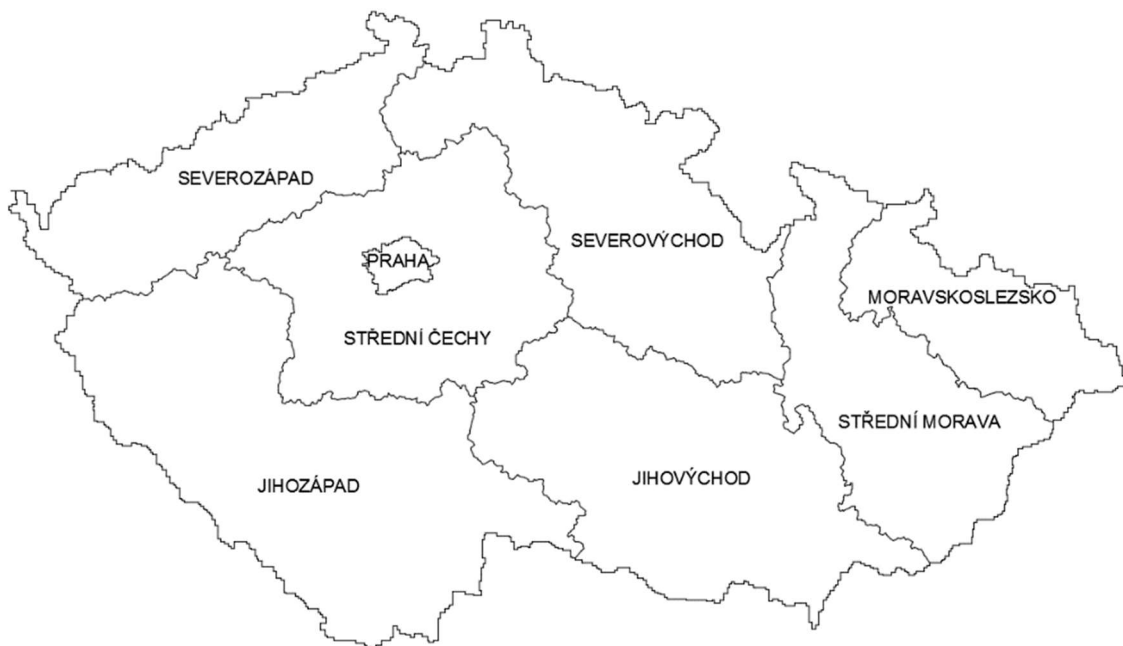 SEVEROZÁPAD
SEVEROVÝCHOD
PRAHA
MORAVSKOSLEZSKO
STŘEDNÍ ČECHY
STŘEDNÍ MORAVA
JIHOVÝCHOD
JIHOZÁPAD